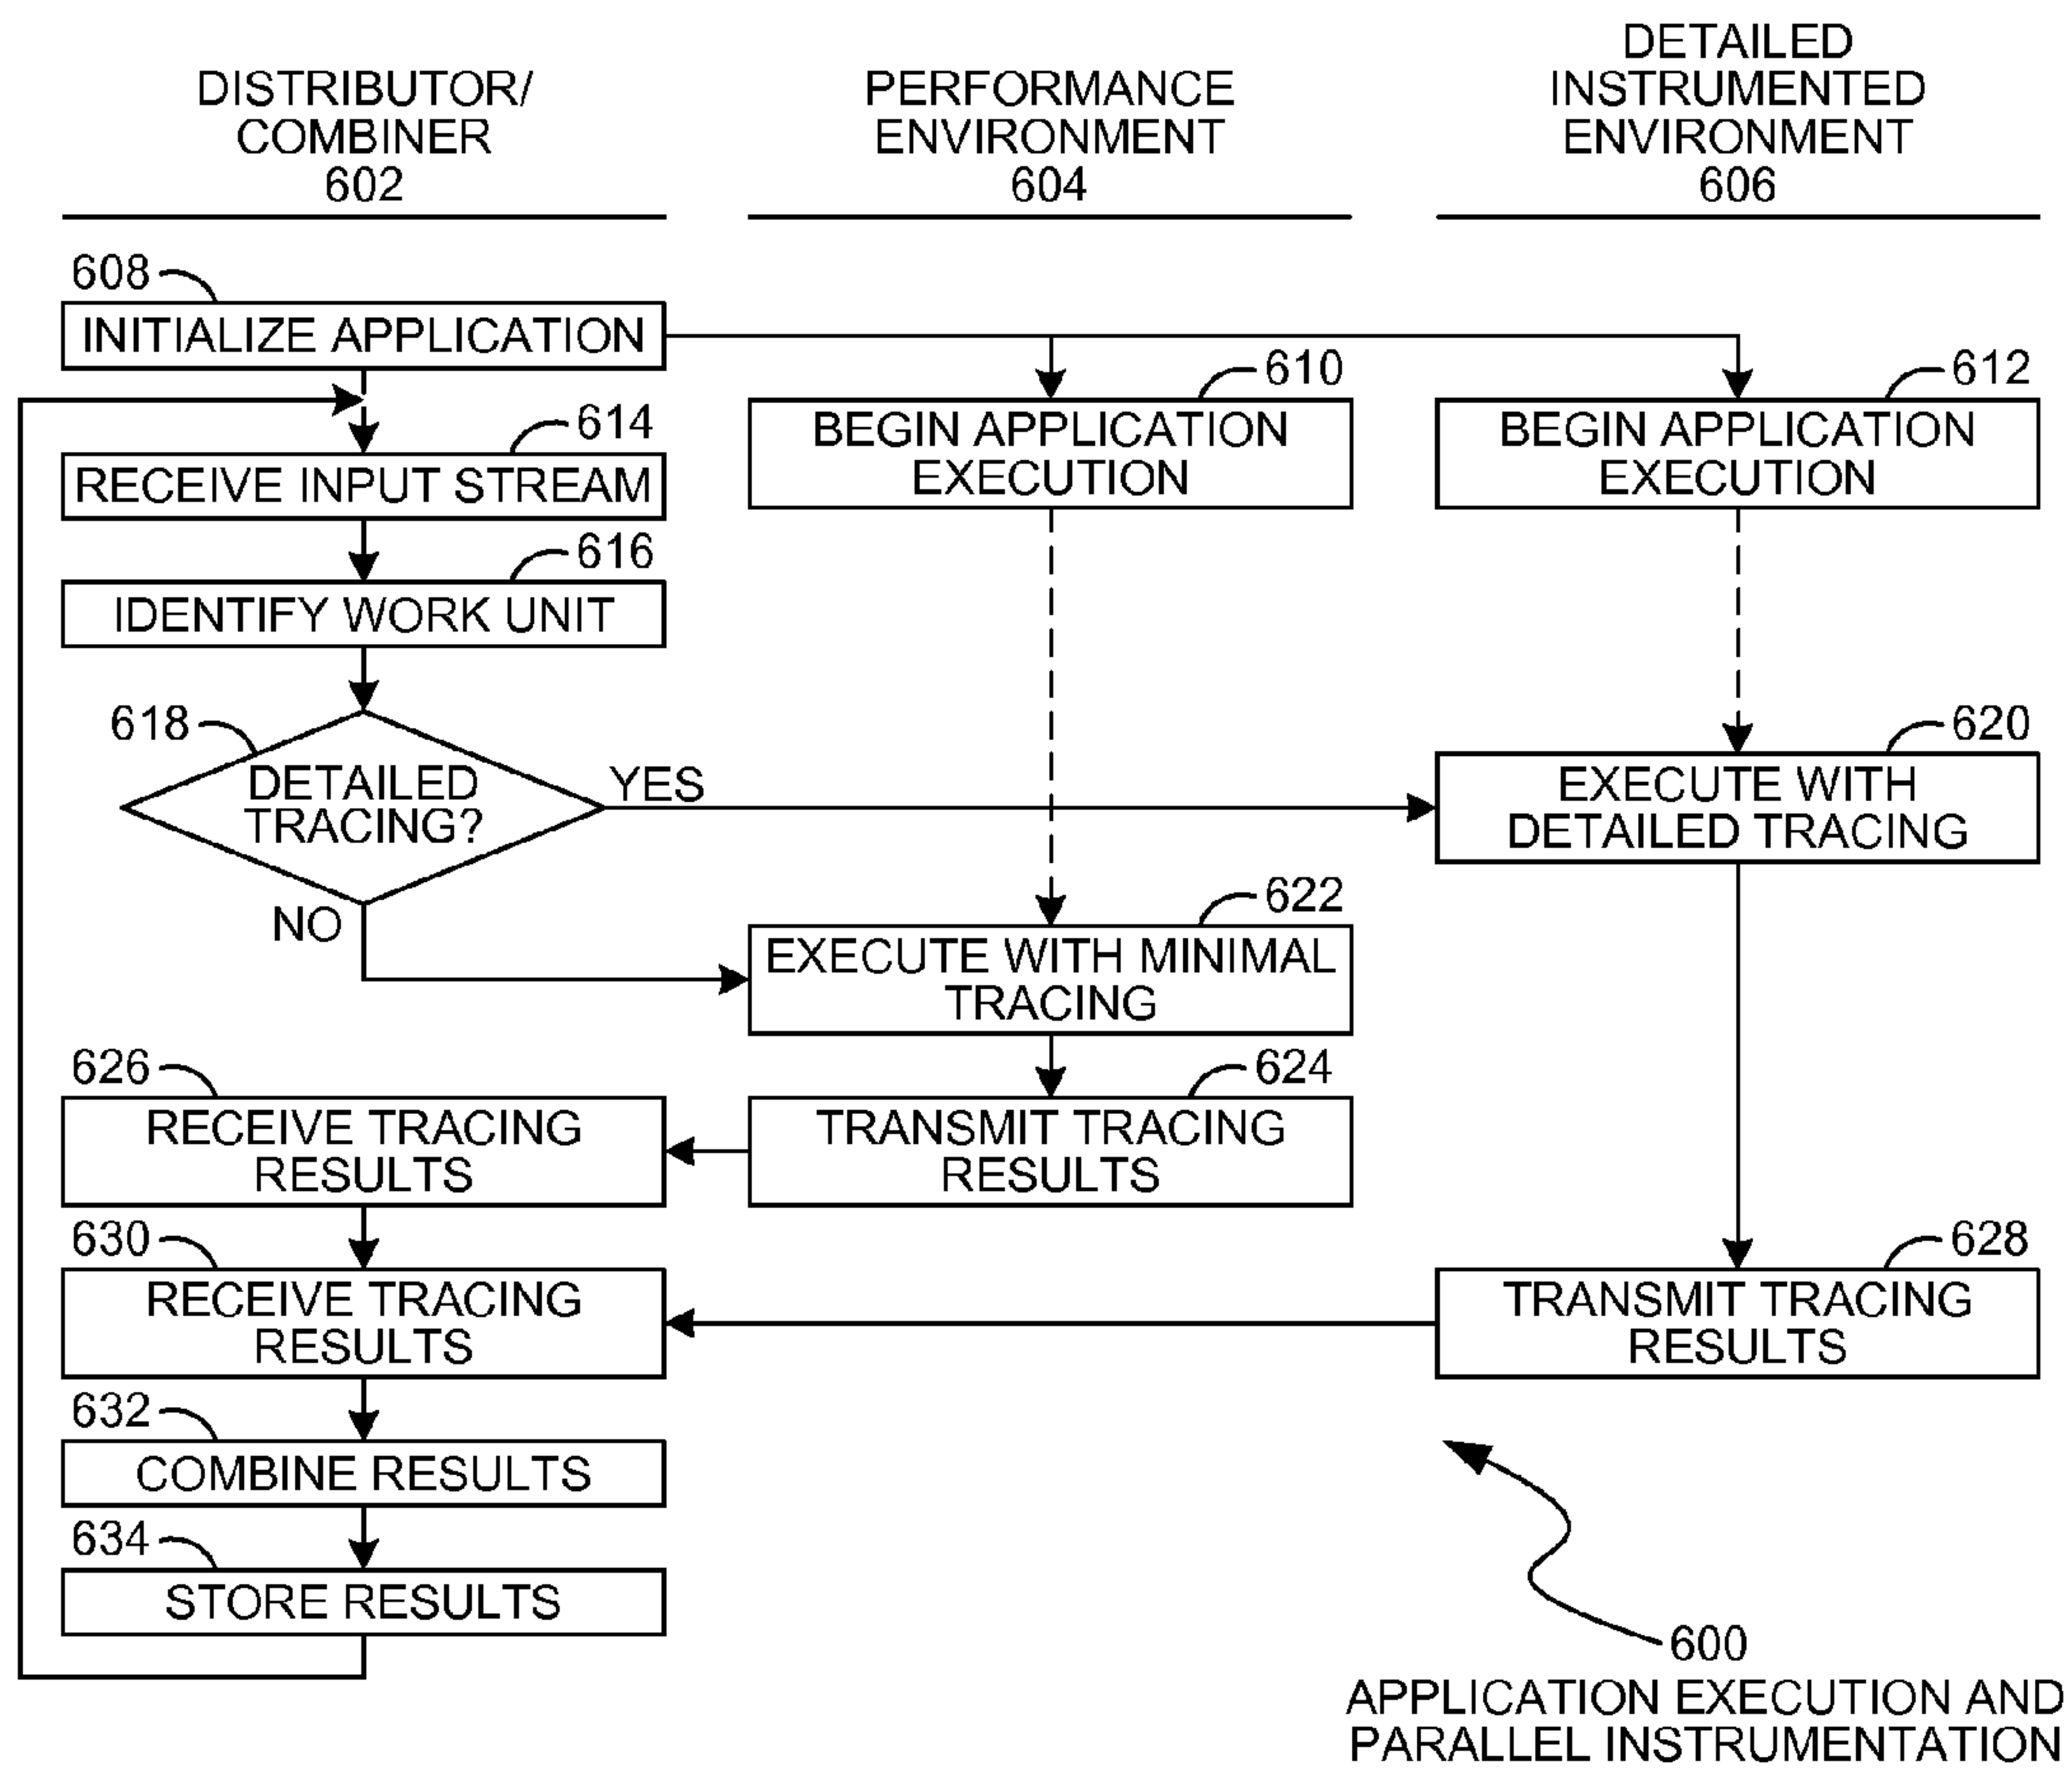 DISTRIBUTOR/
COMBINER
602
PERFORMANCE
ENVIRONMENT
604
DETAILED
INSTRUMENTED
ENVIRONMENT
606
608
INITIALIZE APPLICATION
610
BEGIN APPLICATION
EXECUTION
612
BEGIN APPLICATION
EXECUTION
614
RECEIVE INPUT STREAM
616
IDENTIFY WORK UNIT
618
DETAILED
TRACING?
YES
NO
620
EXECUTE WITH
DETAILED TRACING
622
EXECUTE WITH MINIMAL
TRACING
624
TRANSMIT TRACING
RESULTS
626
RECEIVE TRACING
RESULTS
628
TRANSMIT TRACING
RESULTS
630
RECEIVE TRACING
RESULTS
632
COMBINE RESULTS
634
STORE RESULTS
600
APPLICATION EXECUTION AND
PARALLEL INSTRUMENTATION